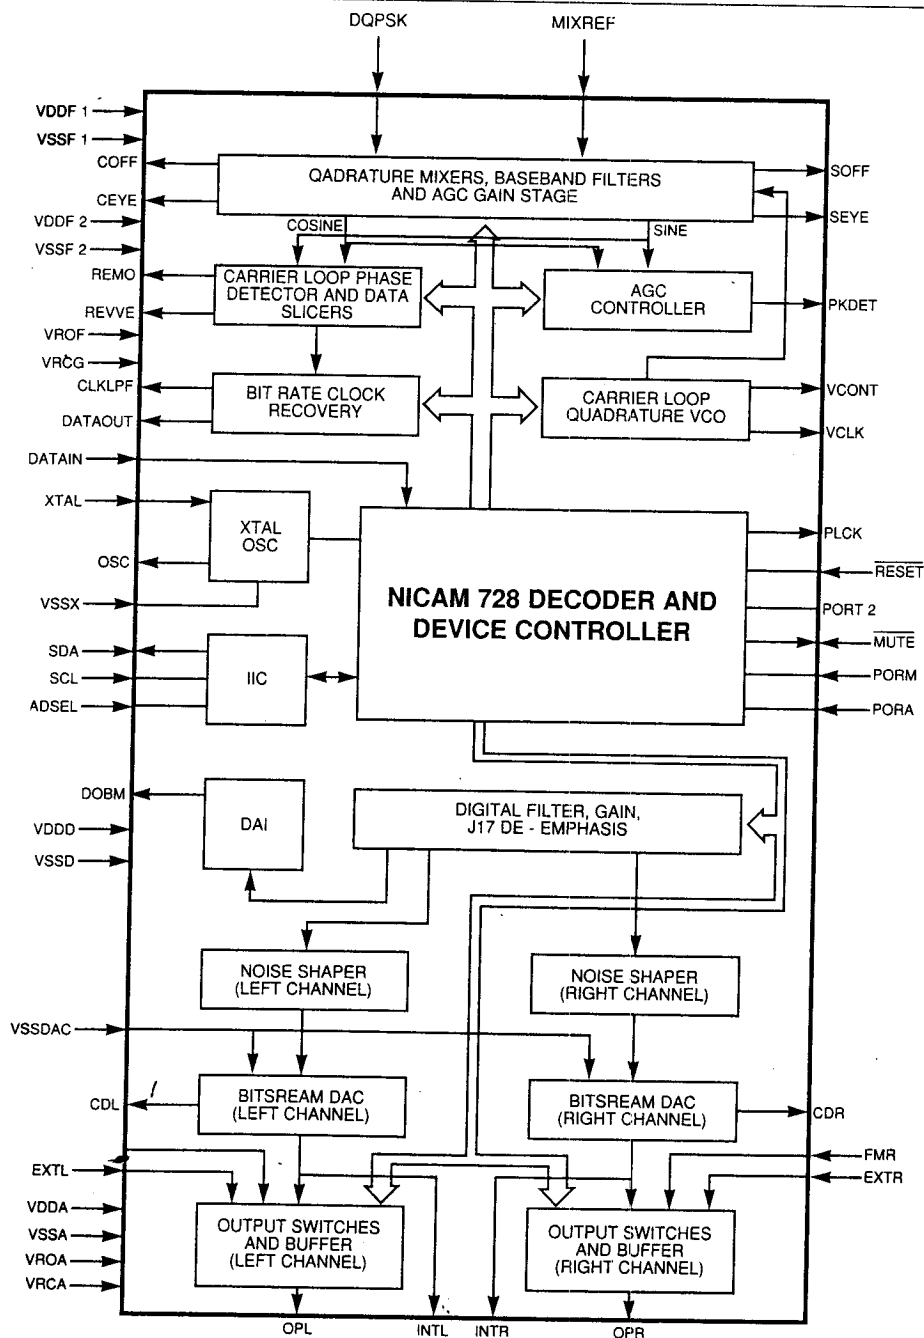 DQPSK
MIXREF
VDDF 1
VSSF 1
COFF
CEYE
VDDF 2
VSSF 2
REMO
REVVE
VROF
VRCG
CLKLPF
DATAOUT
DATAIN
XTAL
OSC
VSSX
SDA
SCL
ADSEL
DOBM
VDDD
VSSD
VSSDAC
CDL
EXTL
VDDA
VSSA
VROA
VRCA
QADRATURE MIXERS, BASEBAND FILTERS
AND AGC GAIN STAGE
COSINE
SINE
CARRIER LOOP PHASE
DETECTOR AND DATA
SLICERS
AGC
CONTROLLER
BIT RATE CLOCK
RECOVERY
CARRIER LOOP
QUADRATURE VCO
XTAL
OSC
NICAM 728 DECODER AND
DEVICE CONTROLLER
IIC
DAI
DIGITAL FILTER, GAIN,
J17 DE - EMPHASIS
NOISE SHAPER
(LEFT CHANNEL)
NOISE SHAPER
(RIGHT CHANNEL)
BITSREAM DAC
(LEFT CHANNEL)
BITSREAM DAC
(RIGHT CHANNEL)
OUTPUT SWITCHES
AND BUFFER
(LEFT CHANNEL)
OUTPUT SWITCHES
AND BUFFER
(RIGHT CHANNEL)
SOFF
SEYE
PKDET
VCONT
VCLK
PLCK
RESET
PORT 2
MUTE
PORM
PORA
CDR
FMR
EXTR
OPL
INTL
INTR
OPR